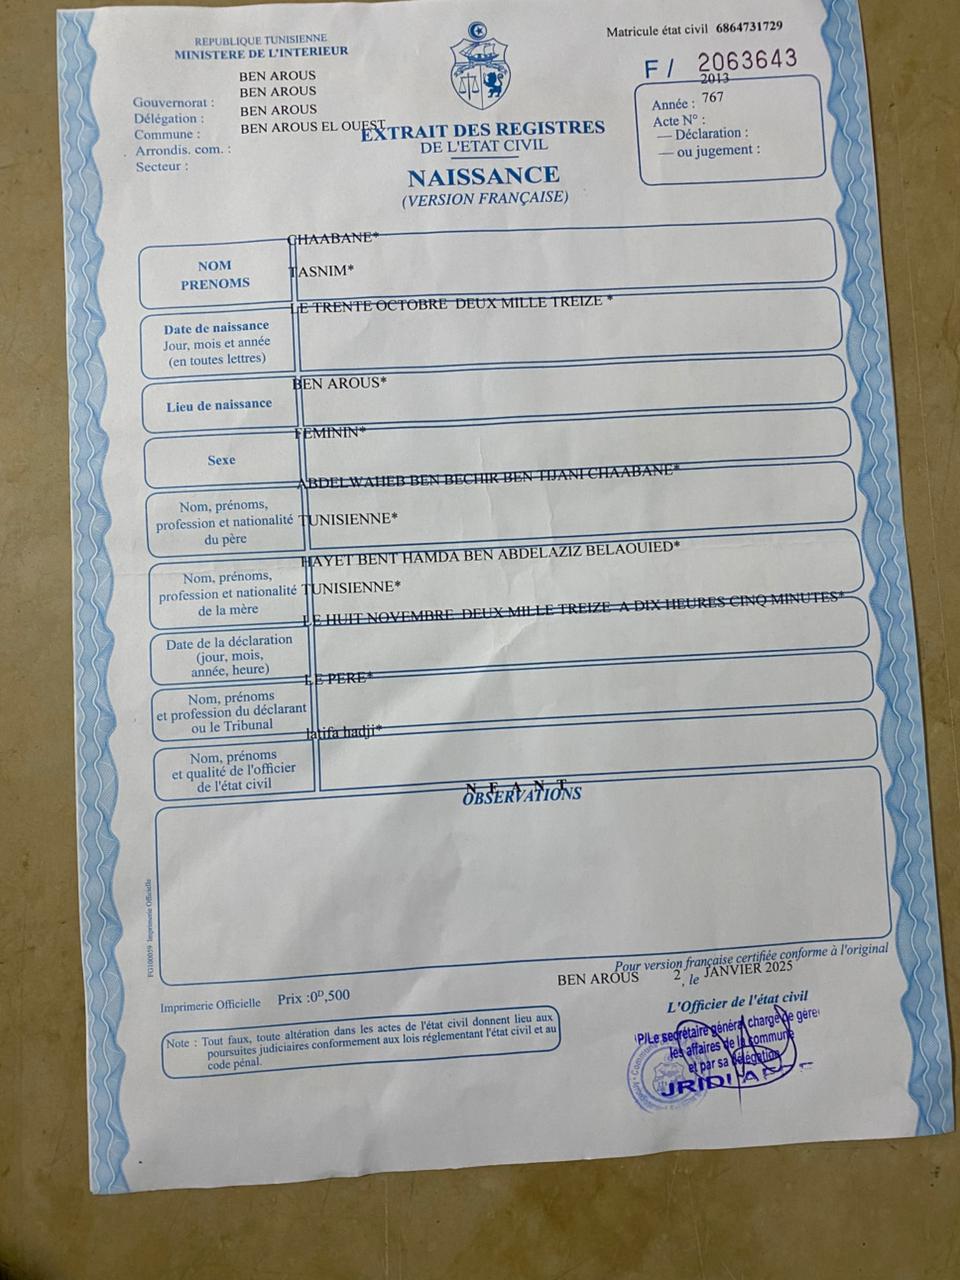 REPUBLIQUE TUNISIENNE
MINISTERE DE L'INTERIEUR
BEN AROUS
BEN AROUS
BEN AROUS
BEN AROUS EL OUEST
Gouvernorat :
Délégation :
Commune :
Arrondis. com. :
Secteur :
Matricule état civil 6864731729
F / 2063643
2013
Année : 767
Acte N° :
— Déclaration :
— ou jugement :
EXTRAIT DES REGISTRES
DE L'ETAT CIVIL
NAISSANCE
(VERSION FRANÇAISE)
NOM
PRENOMS
CHAABANE*
TASNIM*
LE TRENTE OCTOBRE DEUX MILLE TREIZE *
Date de naissance
Jour, mois et année
(en toutes lettres)
BEN AROUS*
Lieu de naissance
FEMININ*
Sexe
ABDELWAHEB BEN BECHIR BEN TIJANI CHAABANE*
Nom, prénoms,
profession et nationalité
du père
TUNISIENNE*
HAYET BENT HAMDA BEN ABDELAZIZ BELAOUIED*
Nom, prénoms,
profession et nationalité
de la mère
TUNISIENNE*
LE HUIT NOVEMBRE DEUX MILLE TREIZE A DIX HEURES CINQ MINUTES*
Date de la déclaration
(jour, mois,
année, heure)
LE PERE*
Nom, prénoms
et profession du déclarant
ou le Tribunal
latifa hadji*
Nom, prénoms
et qualité de l'officier
de l'état civil
N E A N T
OBSERVATIONS
FG100059 Imprimerie Officielle
Pour version française certifiée conforme à l'original
BEN AROUS 2 , le JANVIER 2025
L'Officier de l'état civil
Imprimerie Officielle Prix :0ᴰ,500
Note : Tout faux, toute altération dans les actes de l'état civil donnent lieu aux
poursuites judiciaires conformement aux lois réglementant l'état civil et au
code pénal.
P/Le secrétaire général chargé de gérer
les affaires de la commune
et par sa délégation
JRIDI